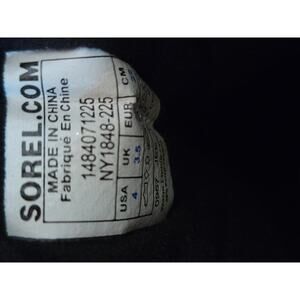 SOREL.COM
MADE IN CHINA
Fabriqué En Chine
1484071225
NY1848-225
USA UK EUR CM
4 3.5